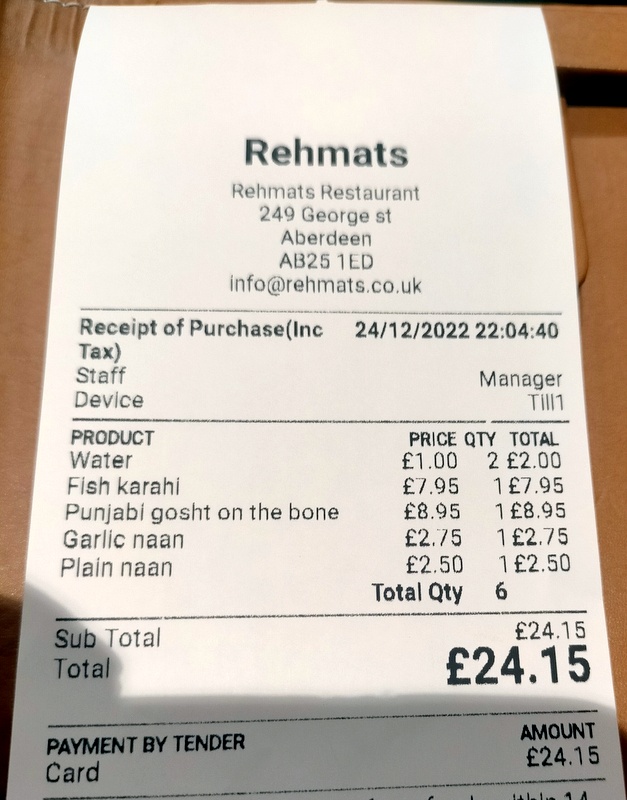 Rehmats
Rehmats Restaurant
249 George st
Aberdeen
AB25 1ED
info@rehmats.co.uk
Receipt of Purchase(Inc Tax) 24/12/2022 22:04:40
Staff Manager
Device Till1
PRODUCT PRICE QTY TOTAL
Water £1.00 2 £2.00
Fish karahi £7.95 1 £7.95
Punjabi gosht on the bone £8.95 1 £8.95
Garlic naan £2.75 1 £2.75
Plain naan £2.50 1 £2.50
Total Qty 6
Sub Total £24.15
Total £24.15
PAYMENT BY TENDER AMOUNT
Card £24.15